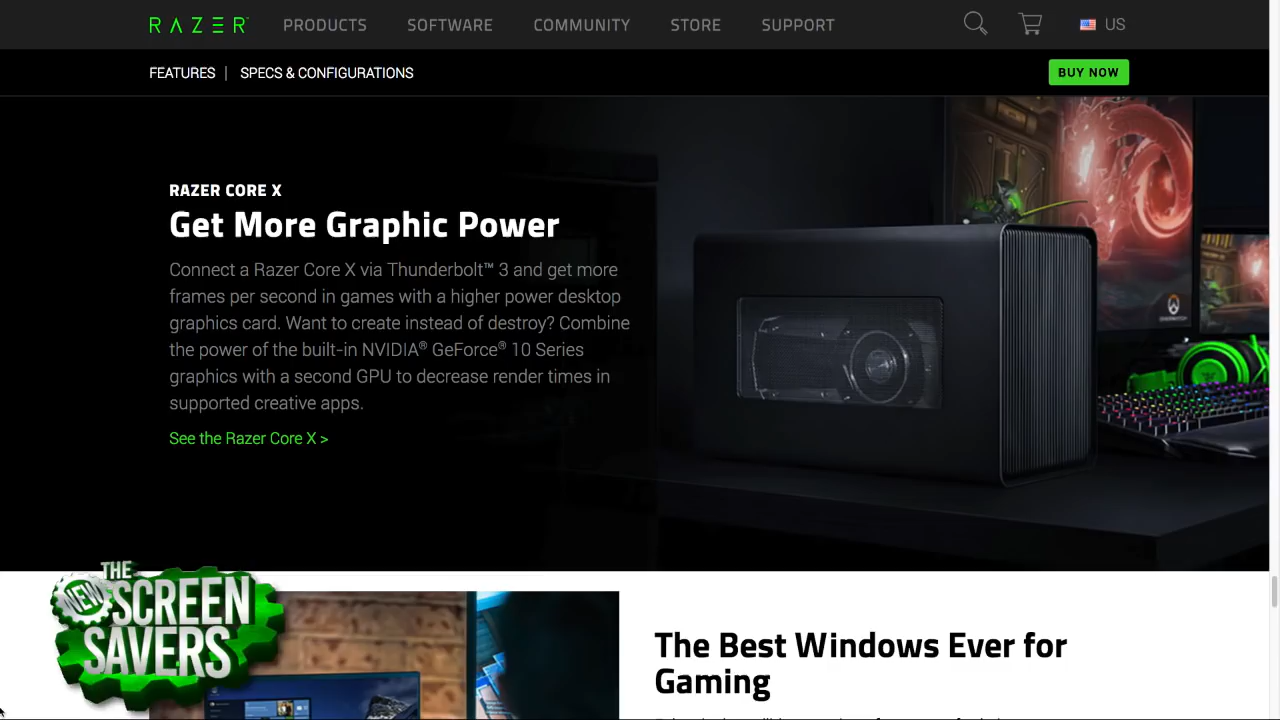 RAZER
PRODUCTS
SOFTWARE
COMMUNITY
STORE
SUPPORT
US
FEATURES | SPECS & CONFIGURATIONS
BUY NOW
RAZER CORE X
Get More Graphic Power
Connect a Razer Core X via Thunderbolt™ 3 and get more
frames per second in games with a higher power desktop
graphics card. Want to create instead of destroy? Combine
the power of the built-in NVIDIA® GeForce® 10 Series
graphics with a second GPU to decrease render times in
supported creative apps.
See the Razer Core X >
THE
NEW
SCREEN
SAVERS
The Best Windows Ever for
Gaming